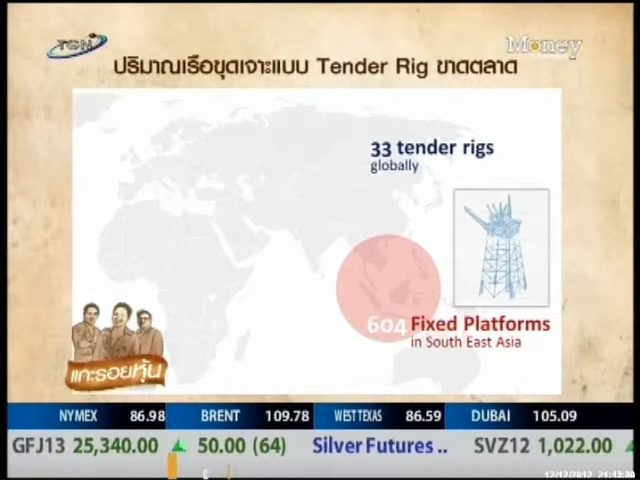 TGN
Money
ปริมาณเรือขุดเจาะแบบ Tender Rig ขาดตลาด
33 tender rigs
globally
604 Fixed Platforms
in South East Asia
แกะรอยหุ้น
NYMEX 86.98 BRENT 109.78 WEST TEXAS 86.59 DUBAI 105.09
GFJ13 25,340.00 50.00 (64) Silver Futures .. SVZ12 1,022.00